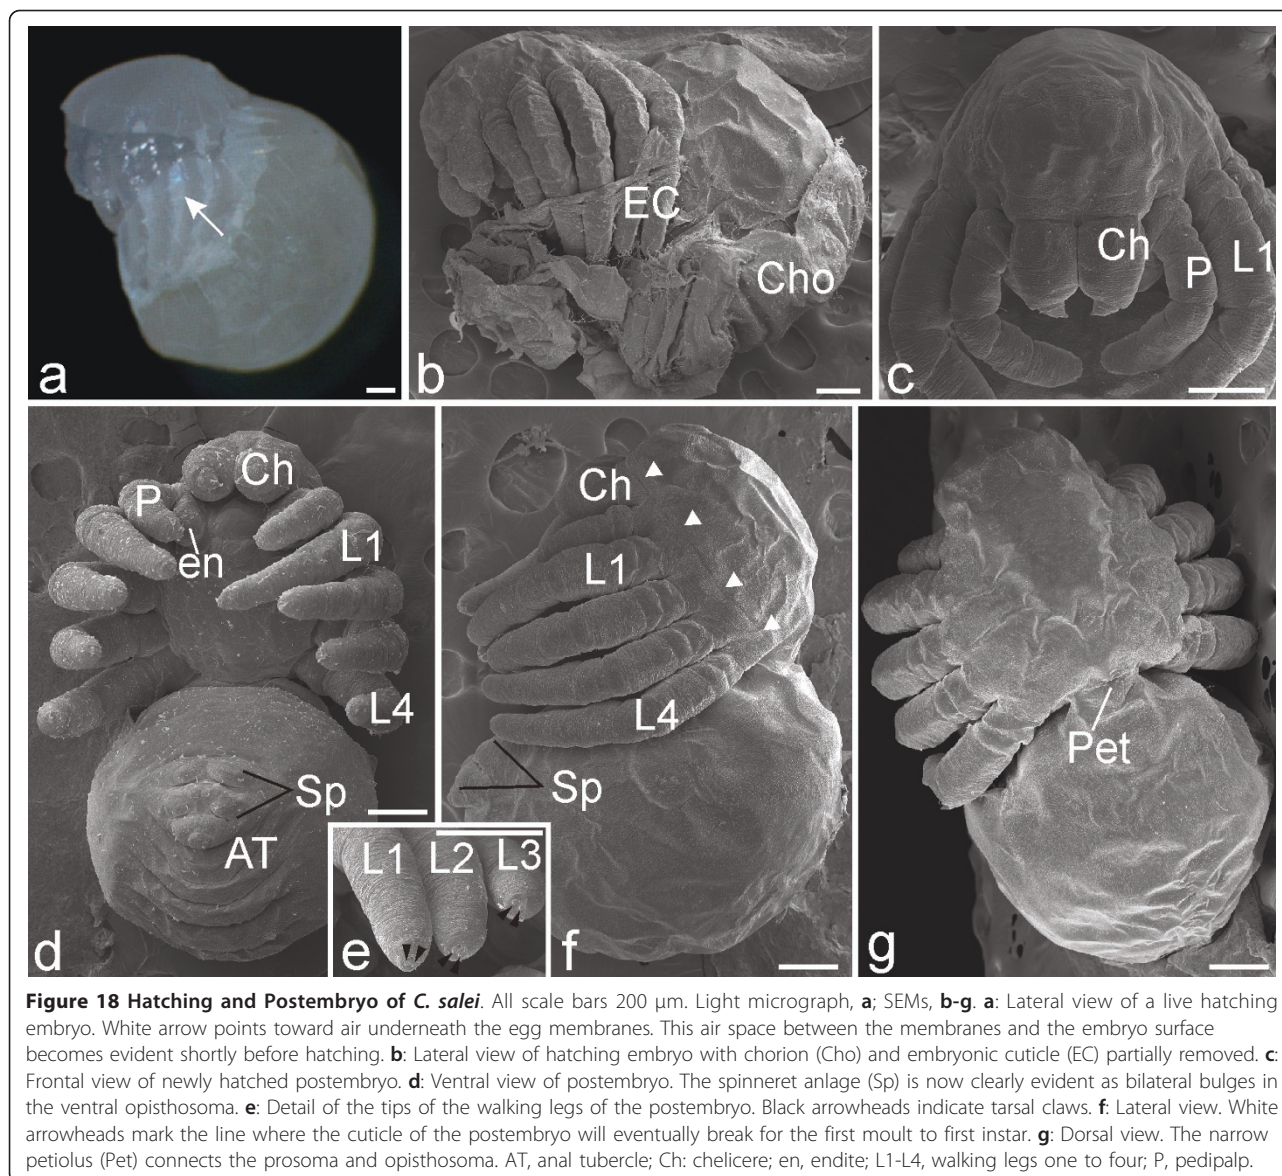 a
b
EC
Cho
c
Ch
P
L1
d
Ch
P
en
L1
L4
Sp
AT
e
L1
L2
L3
f
Ch
L1
L4
Sp
g
Pet
Figure 18 Hatching and Postembryo of C. salei. All scale bars 200 μm. Light micrograph, a; SEMs, b-g. a: Lateral view of a live hatching
embryo. White arrow points toward air underneath the egg membranes. This air space between the membranes and the embryo surface
becomes evident shortly before hatching. b: Lateral view of hatching embryo with chorion (Cho) and embryonic cuticle (EC) partially removed. c:
Frontal view of newly hatched postembryo. d: Ventral view of postembryo. The spinneret anlage (Sp) is now clearly evident as bilateral bulges in
the ventral opisthosoma. e: Detail of the tips of the walking legs of the postembryo. Black arrowheads indicate tarsal claws. f: Lateral view. White
arrowheads mark the line where the cuticle of the postembryo will eventually break for the first moult to first instar. g: Dorsal view. The narrow
petiolus (Pet) connects the prosoma and opisthosoma. AT, anal tubercle; Ch: chelicere; en, endite; L1-L4, walking legs one to four; P, pedipalp.